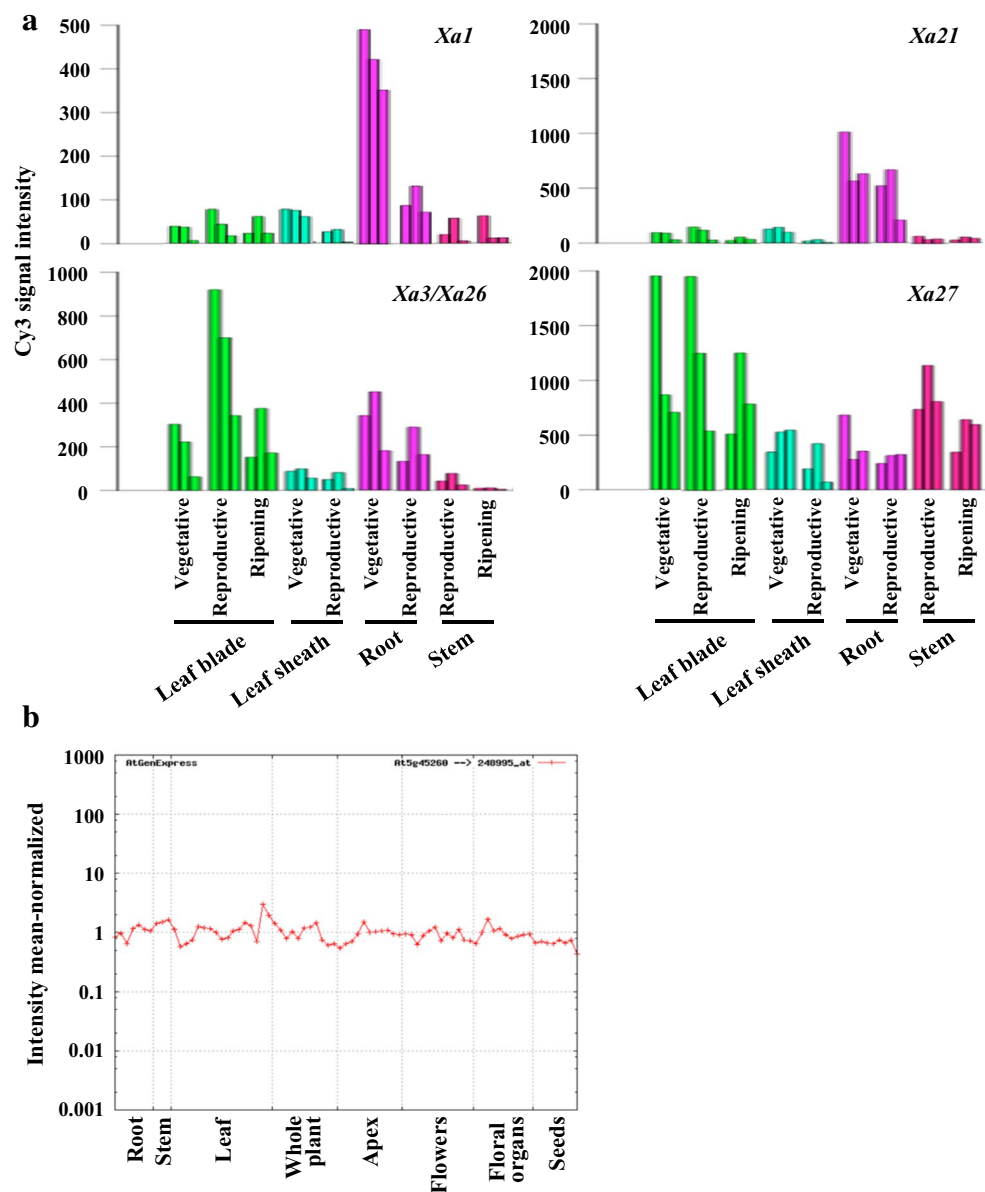 a
Xa1
Xa21
Cy3 signal intensity
500
400
300
200
100
0
2000
1500
1000
500
0
Xa3/Xa26
Xa27
1000
800
600
400
200
0
2000
1500
1000
500
0
Vegetative
Reproductive
Ripening
Vegetative
Reproductive
Vegetative
Reproductive
Reproductive
Ripening
Leaf blade
Leaf sheath
Root
Stem
Vegetative
Reproductive
Ripening
Vegetative
Reproductive
Vegetative
Reproductive
Reproductive
Ripening
Leaf blade
Leaf sheath
Root
Stem
b
Intensity mean-normalized
1000
100
10
1
0.1
0.01
0.001
AtGenExpress
At5g45260 --> 248995_at
Root
Stem
Leaf
Whole
plant
Apex
Flowers
Floral
organs
Seeds